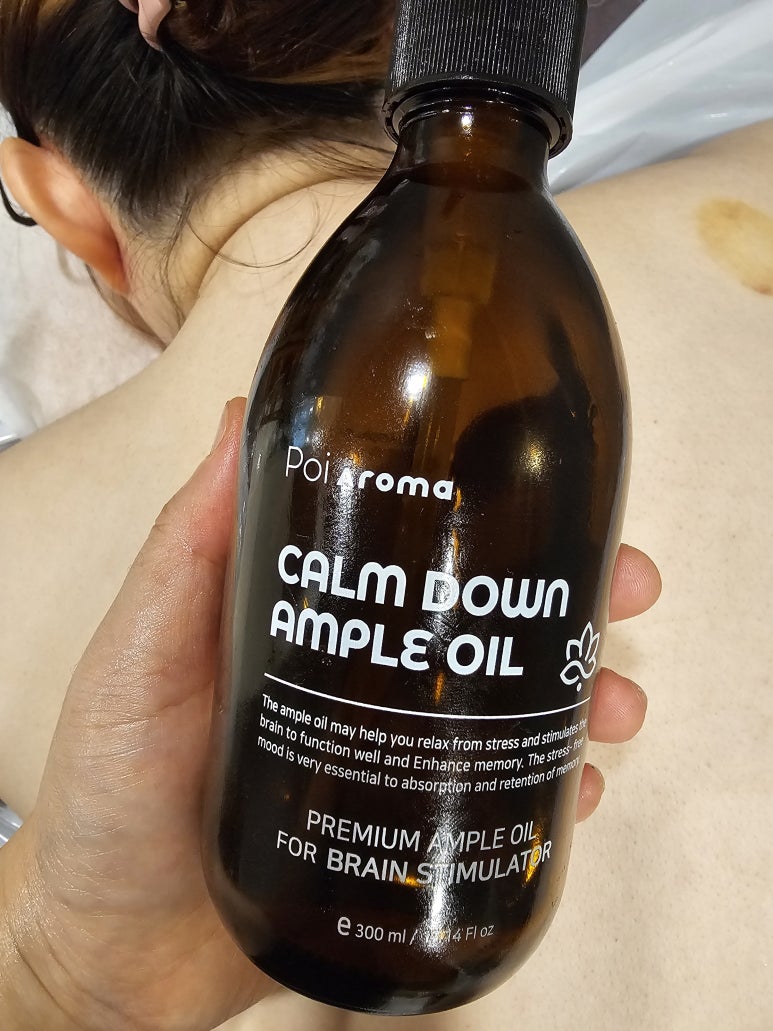 Poi aroma
CALM DOWN
AMPLE OIL
The ample oil may help you relax from stress and stimulates the
brain to function well and Enhance memory. The stress- free
mood is very essential to absorption and retention of memory.
PREMIUM AMPLE OIL
FOR BRAIN STIMULATOR
e 300 ml / Fl oz